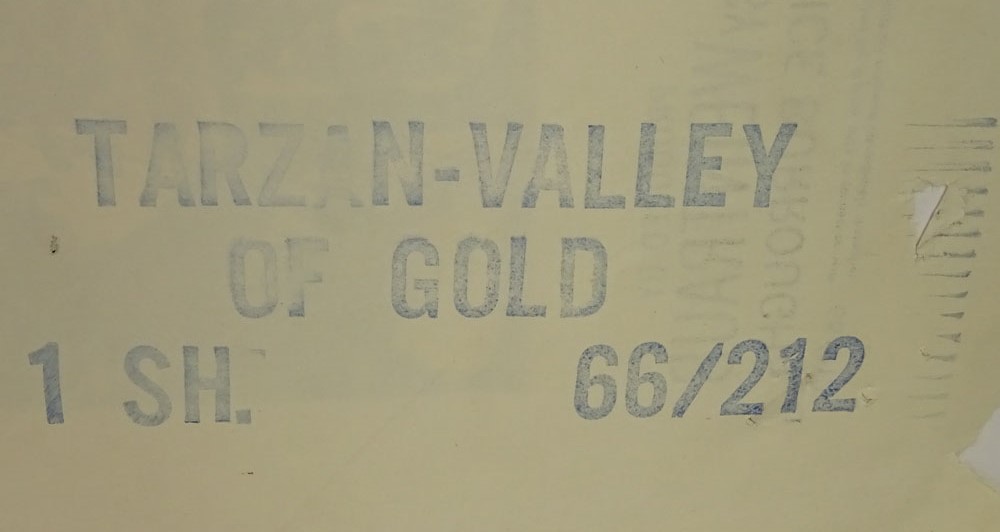 TARZAN-VALLEY
OF GOLD
1 SH. 66/212